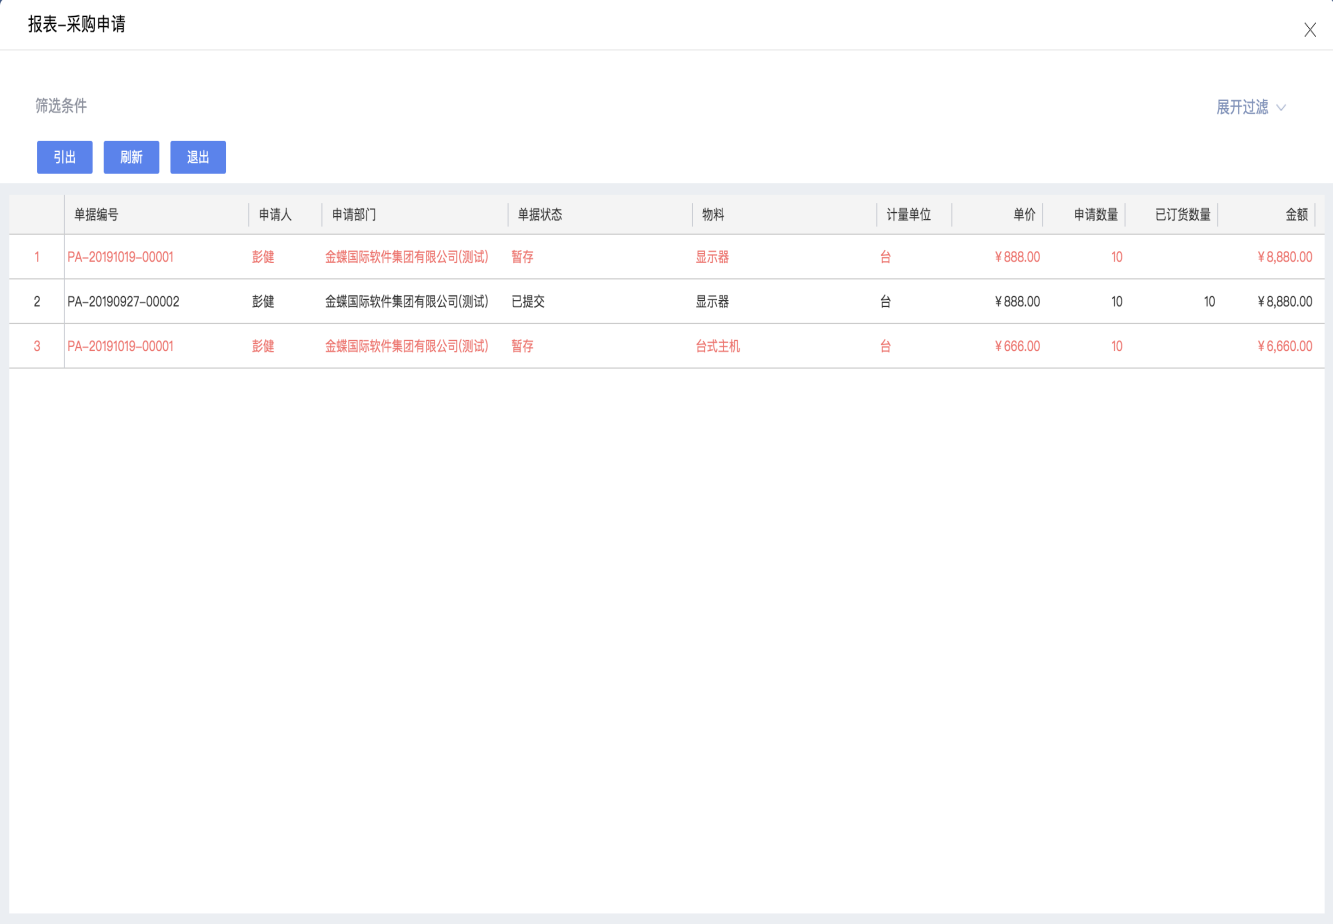 报表-采购申请
筛选条件 展开过滤
引出 刷新 退出
单据编号 申请人 申请部门 单据状态 物料 计量单位 单价 申请数量 已订货数量 金额
1 PA-20191019-00001 彭健 金蝶国际软件集团有限公司(测试) 暂存 显示器 台 ¥888.00 10 ¥8,880.00
2 PA-20190927-00002 彭健 金蝶国际软件集团有限公司(测试) 已提交 显示器 台 ¥888.00 10 10 ¥8,880.00
3 PA-20191019-00001 彭健 金蝶国际软件集团有限公司(测试) 暂存 台式主机 台 ¥666.00 10 ¥6,660.00